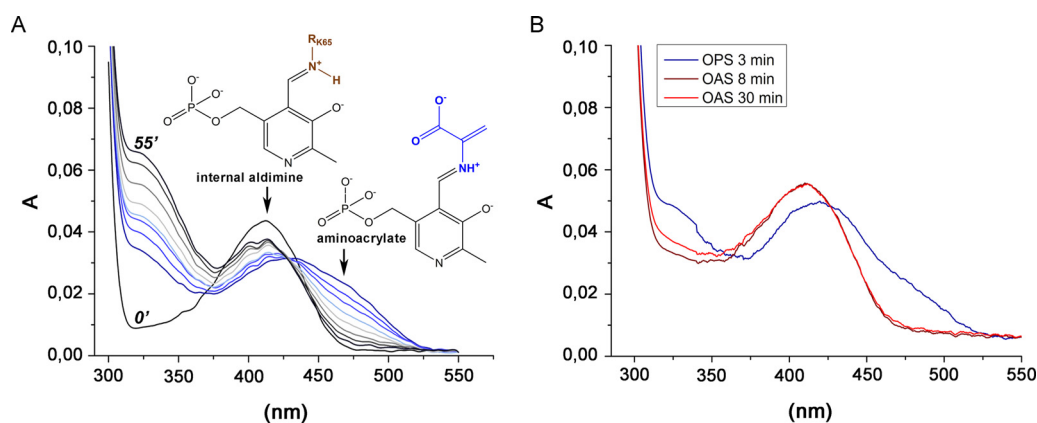 A
0,10
0,08
0,06
0,04
0,02
0,00
A
300
350
400
450
500
550
(nm)
55'
0'
R K65
N+
H
O-
O-
P
O
O-
O
N
internal aldimine
O-
O
NH+
O-
O-
P
O
O-
O
N
aminoacrylate
B
0,10
0,08
0,06
0,04
0,02
0,00
A
300
350
400
450
500
550
(nm)
OPS 3 min
OAS 8 min
OAS 30 min